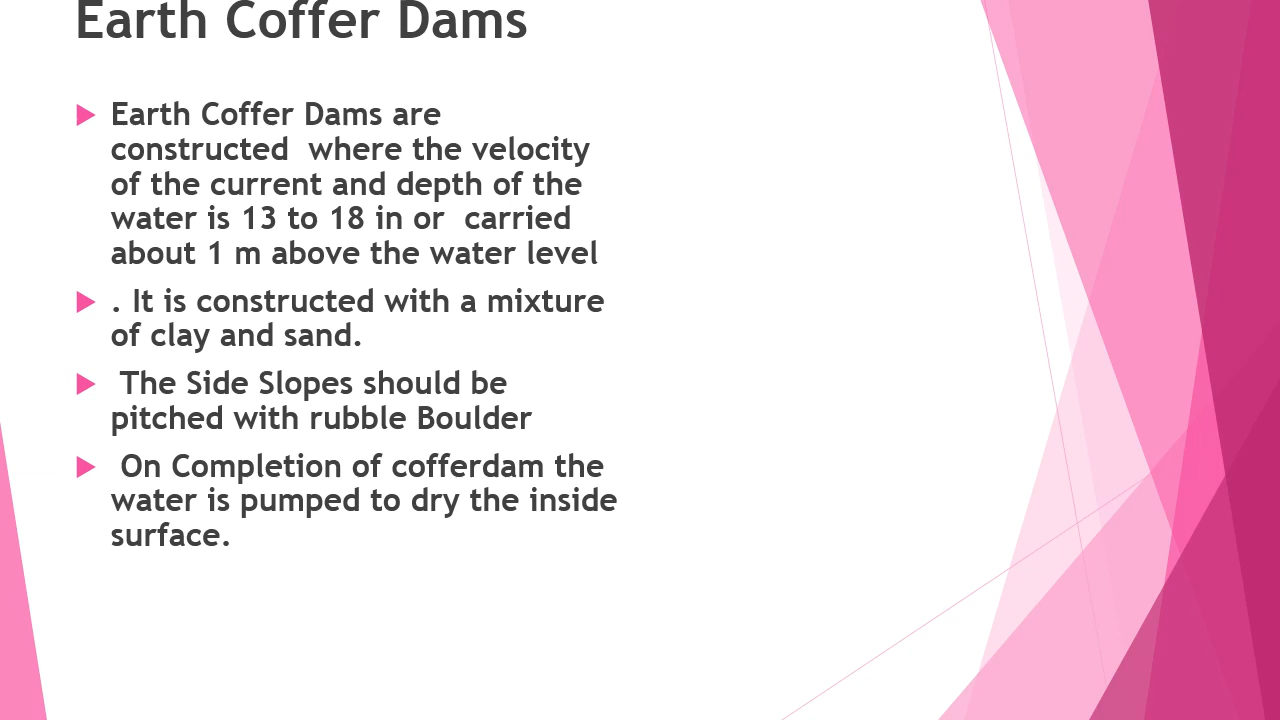 Earth Coffer Dams
Earth Coffer Dams are
constructed  where the velocity
of the current and depth of the
water is 13 to 18 in or  carried
about 1 m above the water level
. It is constructed with a mixture
of clay and sand.
The Side Slopes should be
pitched with rubble Boulder
On Completion of cofferdam the
water is pumped to dry the inside
surface.